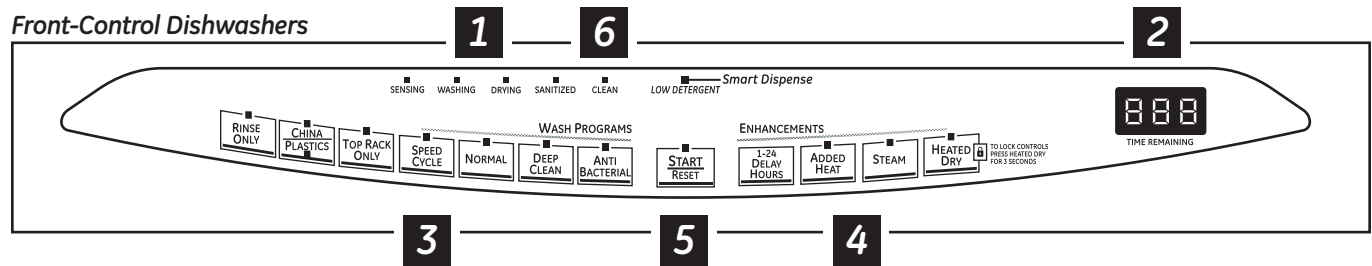 Front-Control Dishwashers
1
6
2
SENSING WASHING DRYING SANITIZED CLEAN
LOW DETERGENT
Smart Dispense
888
TIME REMAINING
WASH PROGRAMS
ENHANCEMENTS
RINSE
ONLY
CHINA
PLASTICS
TOP RACK
ONLY
SPEED
CYCLE
NORMAL
DEEP
CLEAN
ANTI
BACTERIAL
START
RESET
1-24
DELAY
HOURS
ADDED
HEAT
STEAM
HEATED
DRY
TO LOCK CONTROLS
PRESS HEATED DRY
FOR 3 SECONDS
3
5
4